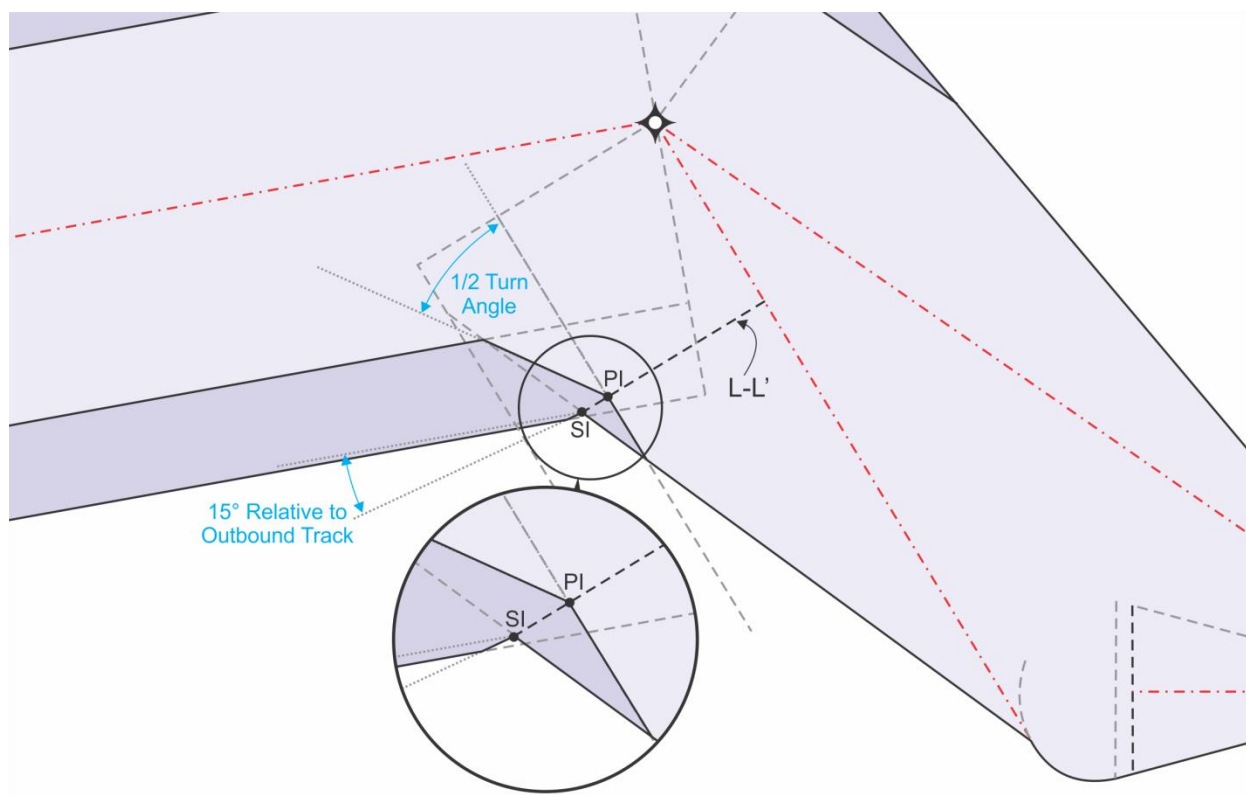 1/2 Turn
Angle
PI
L-L'
SI
15° Relative to
Outbound Track
PI
SI